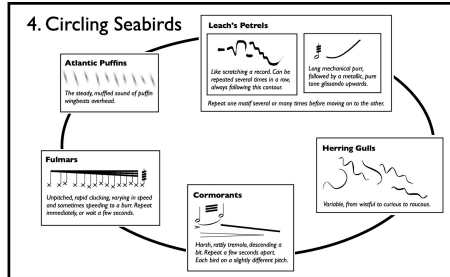 4. Circling Seabirds
Leach's Petrels
Like scratching a record. Can be
repeated several times in a row,
always following this contour.
Long mechanical purr,
followed by a metallic, pure
tone glissando upwards.
Repeat one motif several or many times before moving on to the other.
Atlantic Puffins
The steady, muffled sound of puffin
wingbeats overhead.
Herring Gulls
Variable, from wistful to curious to raucous.
Fulmars
Unpitched, rapid clucking, varying in speed
and sometimes speeding to a burr. Repeat
immediately, or wait a few seconds.
Cormorants
Harsh, rattly tremolo, descending a
bit. Repeat a few seconds apart.
Each bird on a slightly different pitch.